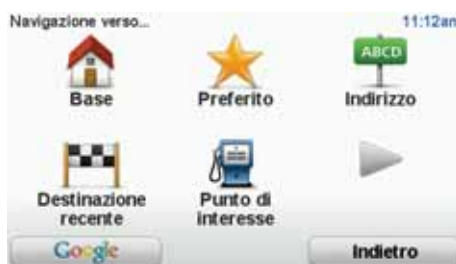 Navigazione verso...
11:12am
ABCD
Base
Preferito
Indirizzo
Destinazione
recente
Punto di
interesse
Google
Indietro